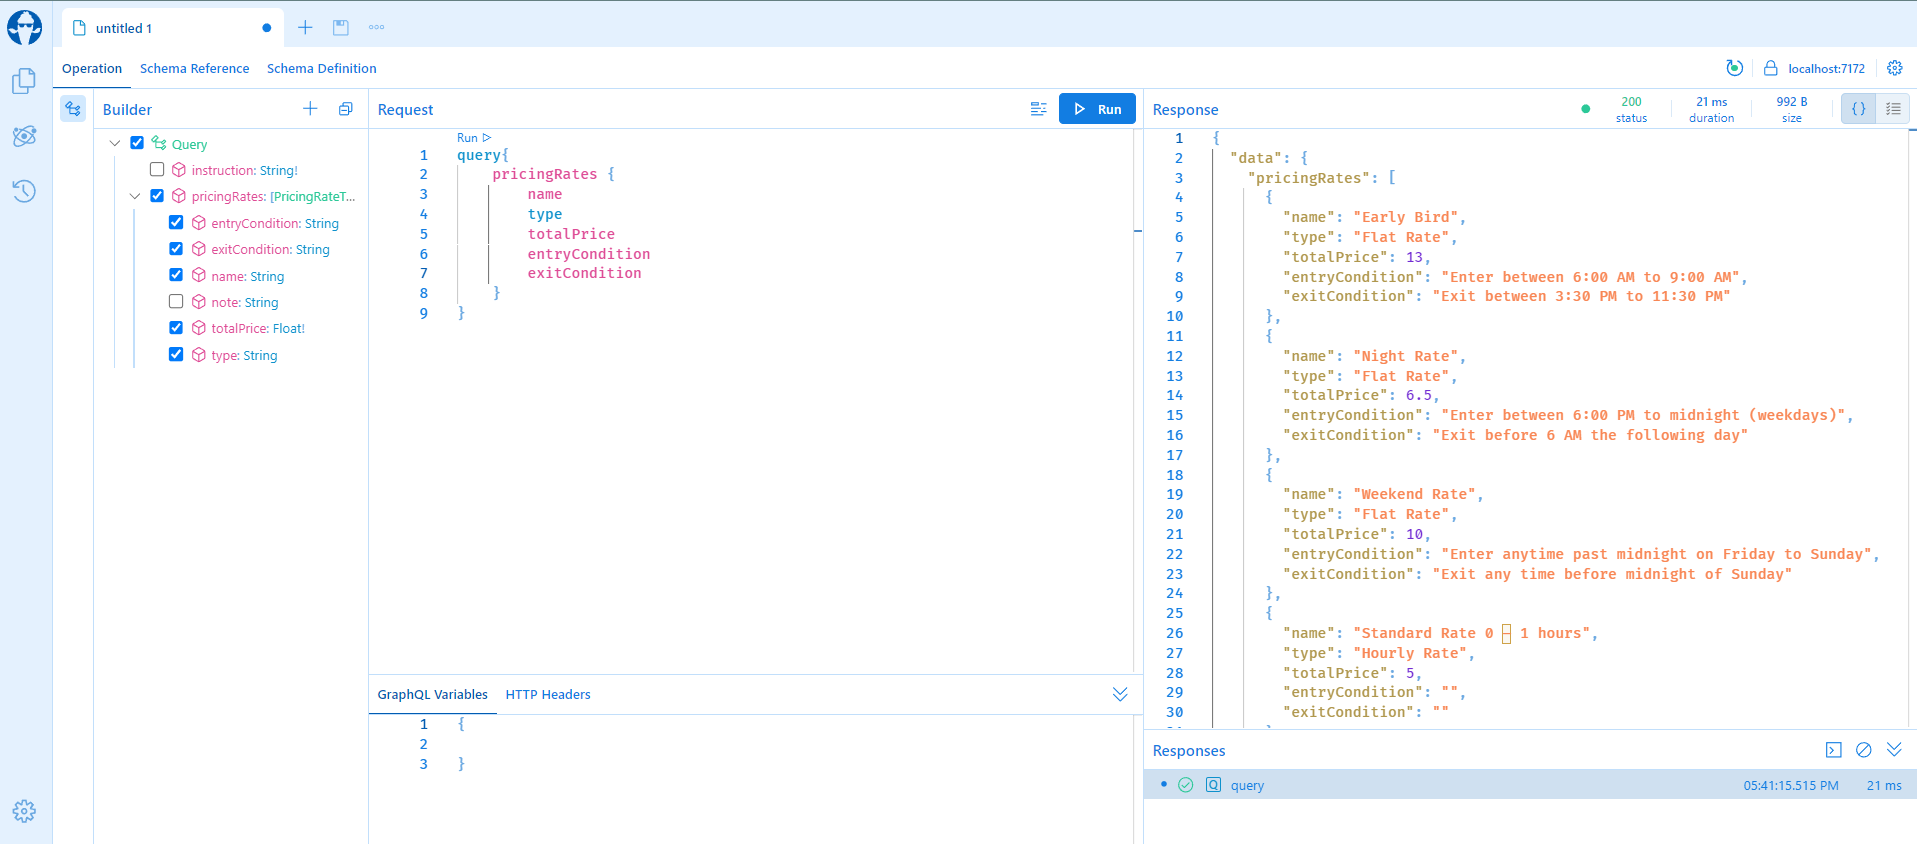 untitled 1
Operation Schema Reference Schema Definition localhost:7172
Builder
Query
instruction: String!
pricingRates: [PricingRateT...
entryCondition: String
exitCondition: String
name: String
note: String
totalPrice: Float!
type: String
Request Run
Run
1 query{
2 pricingRates {
3 name
4 type
5 totalPrice
6 entryCondition
7 exitCondition
8 }
9 }
GraphQL Variables HTTP Headers
1 {
2
3 }
Response 200 status 21 ms duration 992 B size { }
1 {
2 "data": {
3 "pricingRates": [
4 {
5 "name": "Early Bird",
6 "type": "Flat Rate",
7 "totalPrice": 13,
8 "entryCondition": "Enter between 6:00 AM to 9:00 AM",
9 "exitCondition": "Exit between 3:30 PM to 11:30 PM"
10 },
11 {
12 "name": "Night Rate",
13 "type": "Flat Rate",
14 "totalPrice": 6.5,
15 "entryCondition": "Enter between 6:00 PM to midnight (weekdays)",
16 "exitCondition": "Exit before 6 AM the following day"
17 },
18 {
19 "name": "Weekend Rate",
20 "type": "Flat Rate",
21 "totalPrice": 10,
22 "entryCondition": "Enter anytime past midnight on Friday to Sunday",
23 "exitCondition": "Exit any time before midnight of Sunday"
24 },
25 {
26 "name": "Standard Rate 0 – 1 hours",
27 "type": "Hourly Rate",
28 "totalPrice": 5,
29 "entryCondition": "",
30 "exitCondition": ""
Responses
Q query 05:41:15.515 PM 21 ms